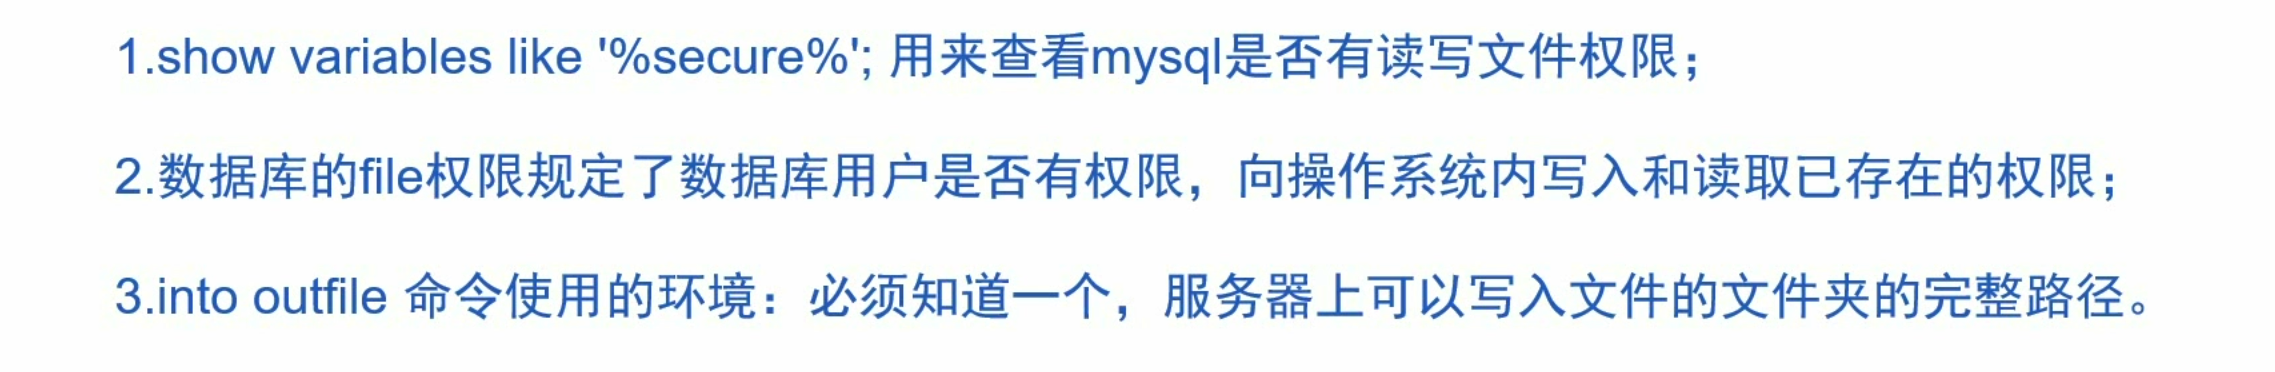 1.show variables like '%secure%'; 用来查看mysql是否有读写文件权限；
2.数据库的file权限规定了数据库用户是否有权限，向操作系统内写入和读取已存在的权限；
3.into outfile 命令使用的环境：必须知道一个，服务器上可以写入文件的文件夹的完整路径。